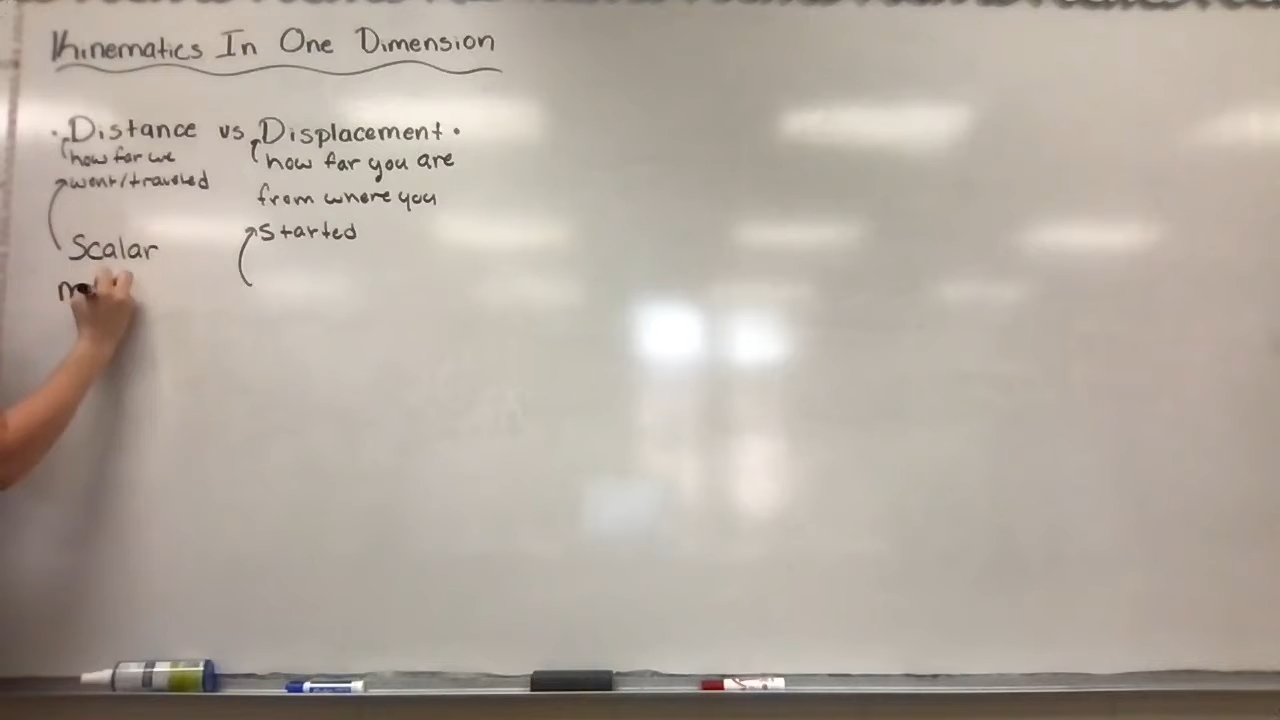 Kinematics In One Dimension
· Distance vs Displacement ·
how far we
went/traveled
how far you are
from where you
started
Scalar